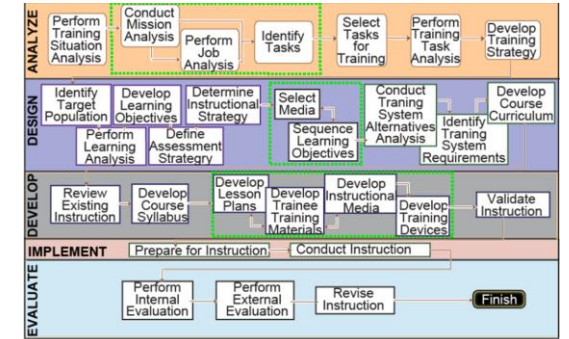 ANALYZE
Perform
Training
Situation
Analysis
Conduct
Mission
Analysis
Perform
Job
Analysis
Identify
Tasks
Select
Tasks
for
Training
Perform
Training
Task
Analysis
Develop
Training
Strategy
DESIGN
Identify
Target
Population
Perform
Learning
Analysis
Develop
Learning
Objectives
Define
Assessment
Strategry
Determine
Instructional
Strategy
Select
Media
Sequence
Learning
Objectives
Conduct
Traning
System
Alternatives
Analysis
Identify
Traning
System
Requirements
Develop
Course
Curriculum
DEVELOP
Review
Existing
Instruction
Develop
Course
Syllabus
Develop
Lesson
Plans
Develop
Trainee
Training
Materials
Develop
Instructional
Media
Develop
Training
Devices
Validate
Instruction
IMPLEMENT
Prepare for Instruction
Conduct Instruction
EVALUATE
Perform
Internal
Evaluation
Perform
External
Evaluation
Revise
Instruction
Finish